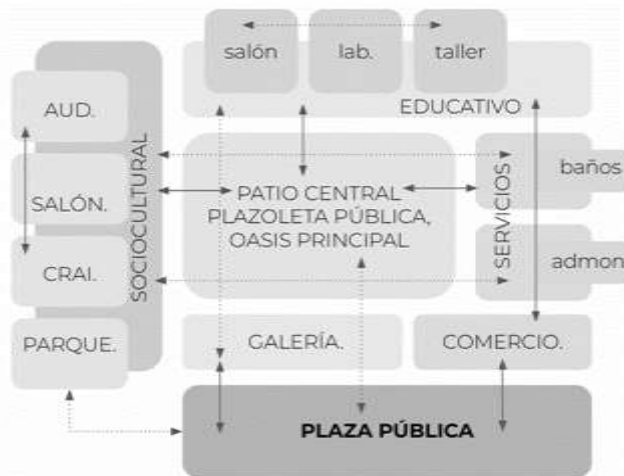 salón
lab.
taller
EDUCATIVO
AUD.
SALÓN.
CRAI.
PARQUE.
SOCIOCULTURAL
PATIO CENTRAL
PLAZOLETA PÚBLICA,
OASIS PRINCIPAL
SERVICIOS
baños
admon
GALERÍA.
COMERCIO.
PLAZA PÚBLICA